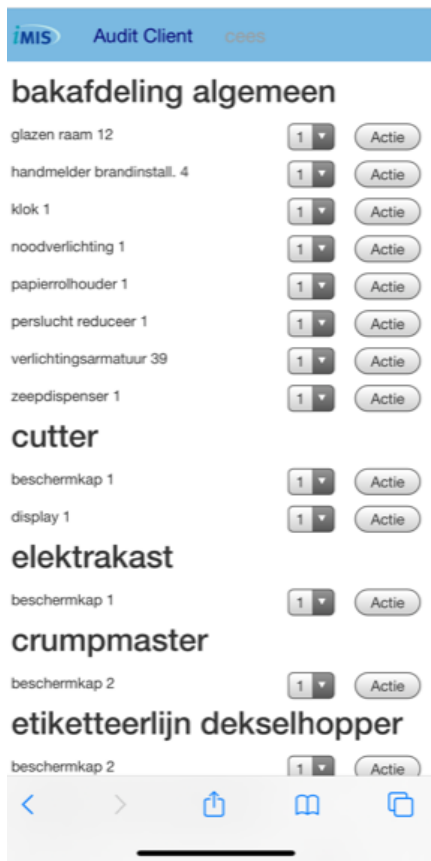 iMIS Audit Client cees
bakafdeling algemeen
glazen raam 12 1 Actie
handmelder brandinstall. 4 1 Actie
klok 1 1 Actie
noodverlichting 1 1 Actie
papierrolhouder 1 1 Actie
perslucht reduceer 1 1 Actie
verlichtingsarmatuur 39 1 Actie
zeepdispenser 1 1 Actie
cutter
beschermkap 1 1 Actie
display 1 1 Actie
elektrakast
beschermkap 1 1 Actie
crumpmaster
beschermkap 2 1 Actie
etiketteerlijn dekselhopper
beschermkap 2 1 Actie